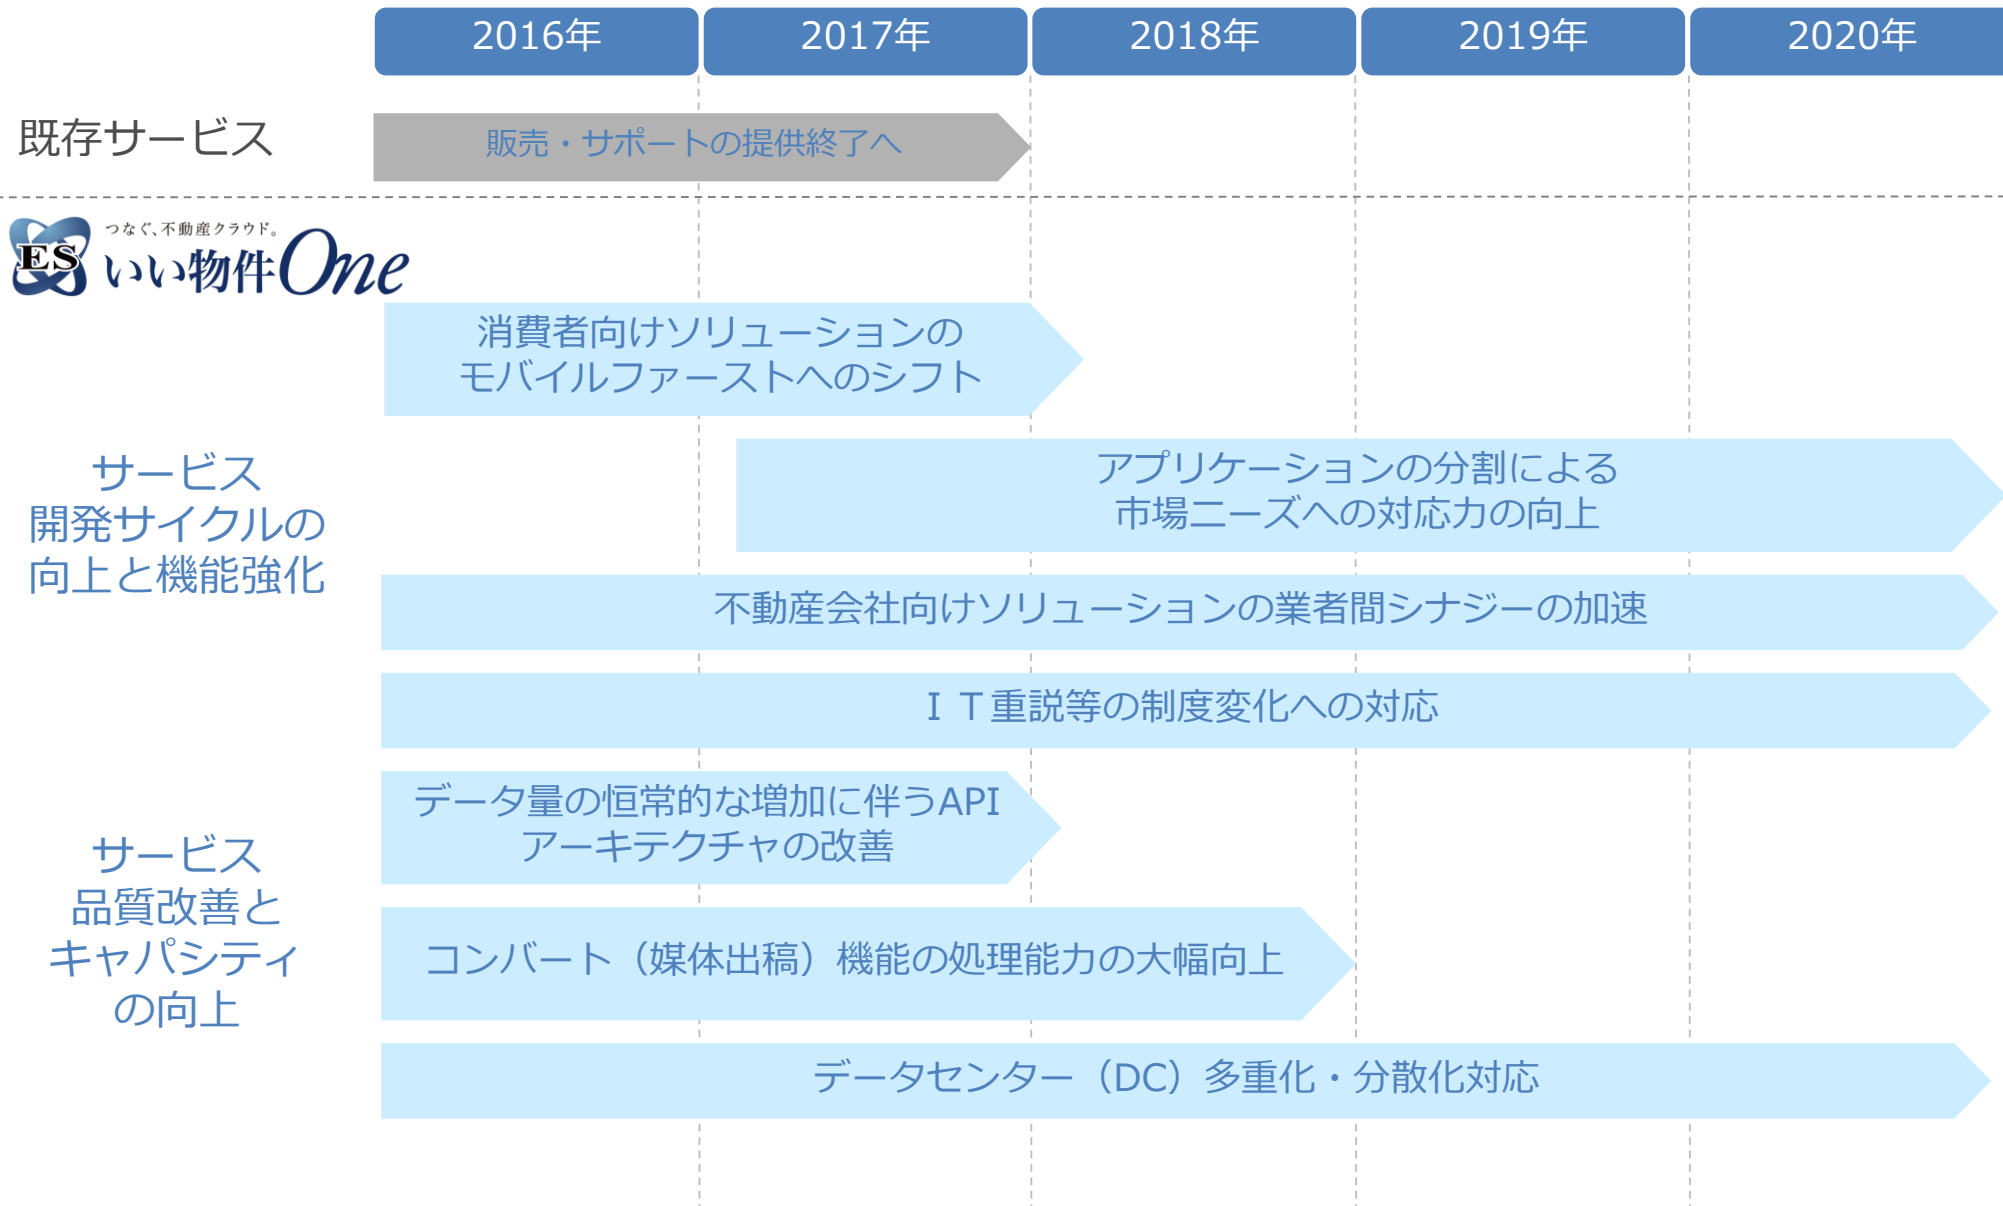 2016年
2017年
2018年
2019年
2020年
既存サービス
販売・サポートの提供終了へ
ES
つなぐ、不動産クラウド。
いい物件One
消費者向けソリューションの
モバイルファーストへのシフト
サービス
開発サイクルの
向上と機能強化
アプリケーションの分割による
市場ニーズへの対応力の向上
不動産会社向けソリューションの業者間シナジーの加速
ＩＴ重説等の制度変化への対応
サービス
品質改善と
キャパシティ
の向上
データ量の恒常的な増加に伴うAPI
アーキテクチャの改善
コンバート（媒体出稿）機能の処理能力の大幅向上
データセンター（DC）多重化・分散化対応